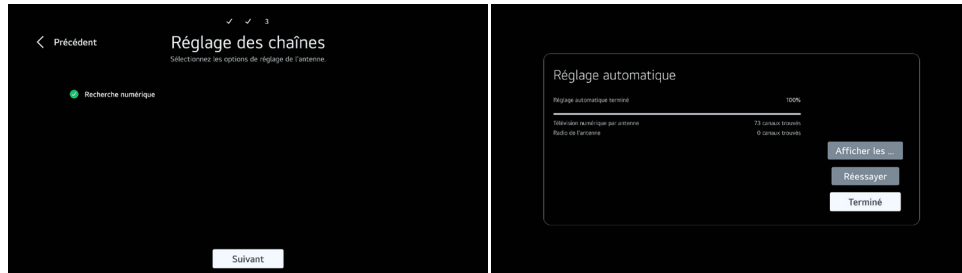 3
Précédent
Réglage des chaînes
Sélectionnez les options de réglage de l'antenne.
Recherche numérique
Suivant
Réglage automatique
Réglage automatique terminé 100%
Télévision numérique par antenne 73 canaux trouvés
Radio de l'antenne 0 canaux trouvés
Afficher les ...
Réessayer
Terminé